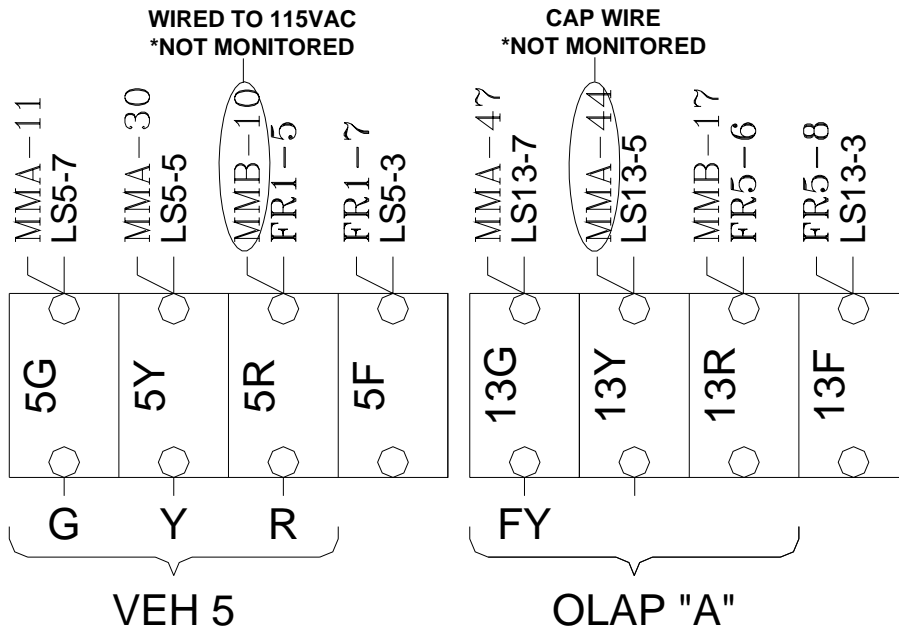 WIRED TO 115VAC
*NOT MONITORED
CAP WIRE
*NOT MONITORED
MMA-11
LS5-7
MMA-30
LS5-5
MMB-10
FR1-5
FR1-7
LS5-3
MMA-47
LS13-7
MMA-44
LS13-5
MMB-17
FR5-6
FR5-8
LS13-3
5G
5Y
5R
5F
13G
13Y
13R
13F
G
Y
R
FY
VEH 5
OLAP "A"